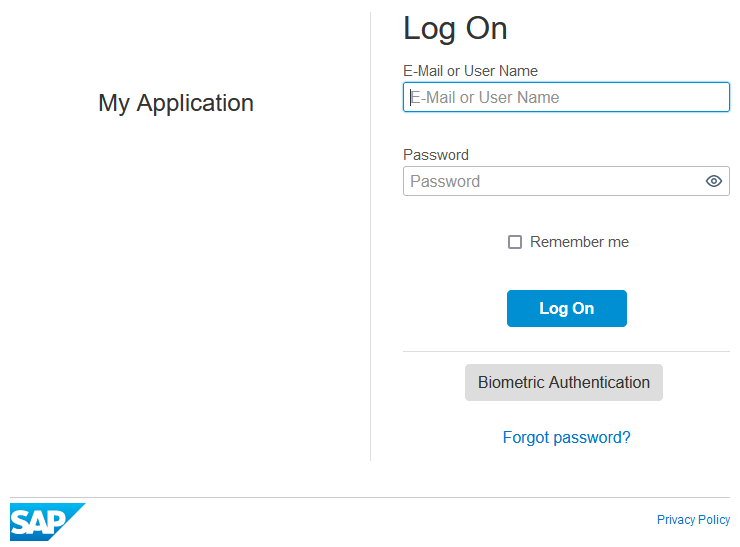 My Application
Log On
E-Mail or User Name
E-Mail or User Name
Password
Password
Remember me
Log On
Biometric Authentication
Forgot password?
SAP
Privacy Policy